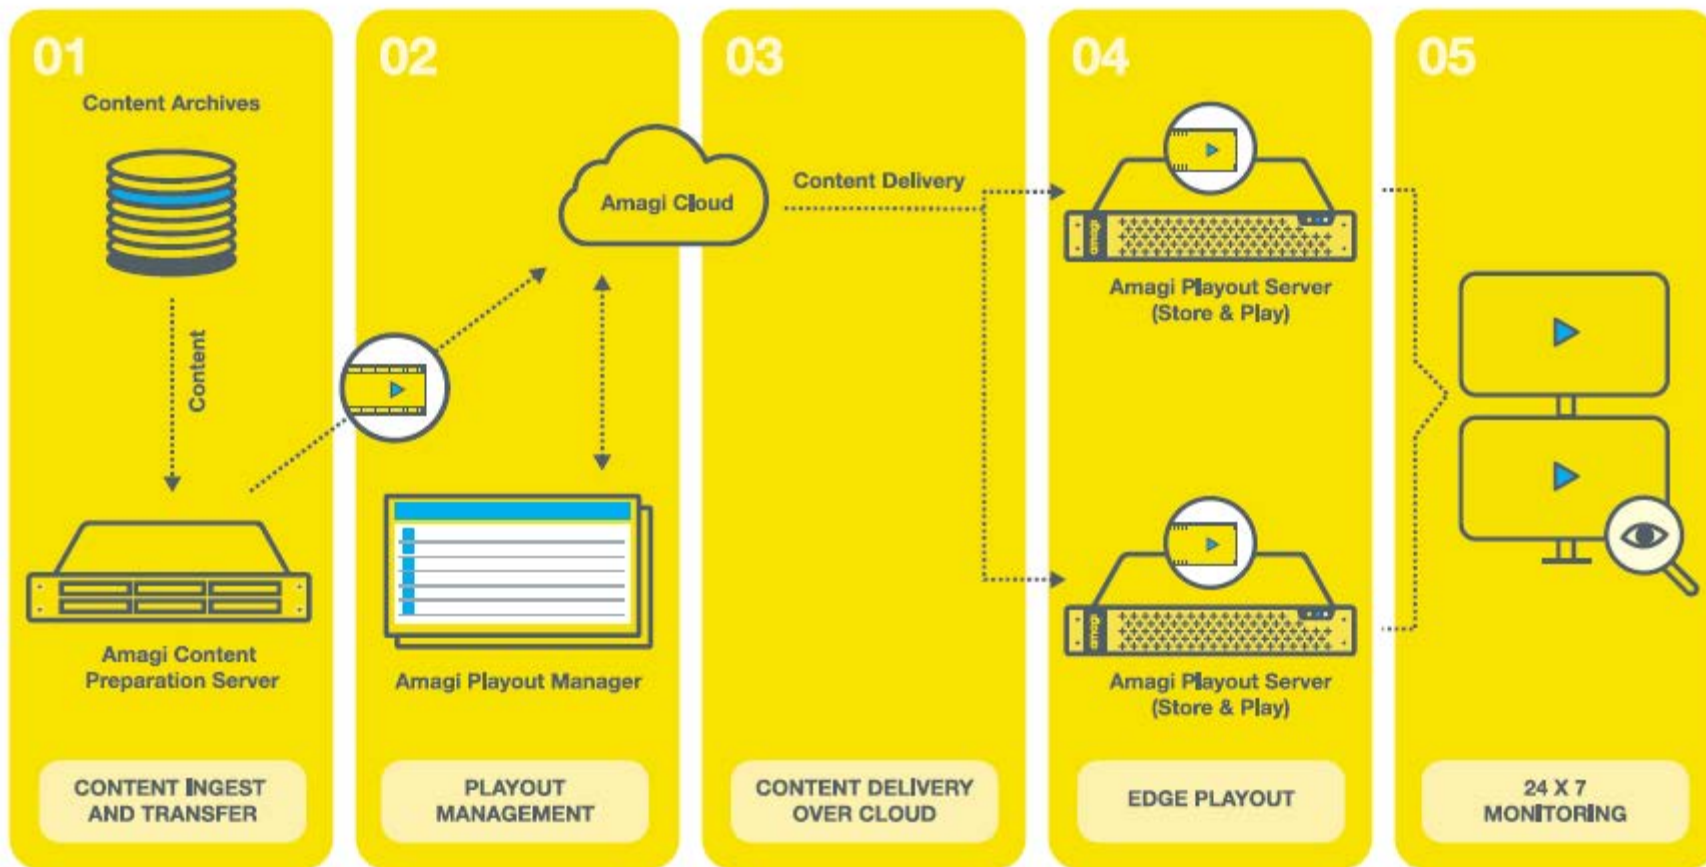 01
Content Archives
Content
Amagi Content
Preparation Server
CONTENT INGEST
AND TRANSFER
02
Amagi Cloud
Amagi Playout Manager
PLAYOUT
MANAGEMENT
03
Content Delivery
CONTENT DELIVERY
OVER CLOUD
04
amagi
Amagi Playout Server
(Store & Play)
amagi
Amagi Playout Server
(Store & Play)
EDGE PLAYOUT
05
24 X 7
MONITORING